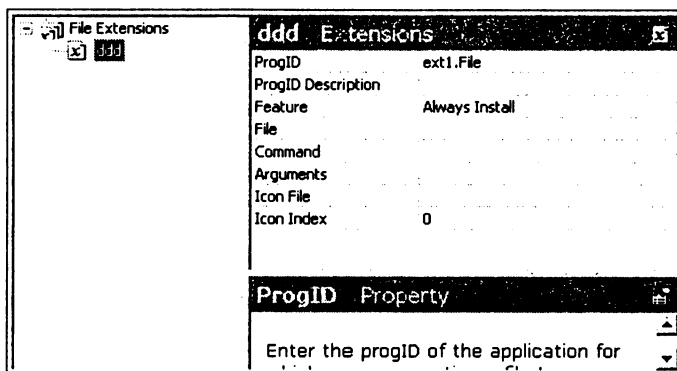 File Extensions
ddd
ddd Extensions
ProgID ext1.File
ProgID Description
Feature Always Install
File
Command
Arguments
Icon File
Icon Index 0
ProgID Property
Enter the progID of the application for